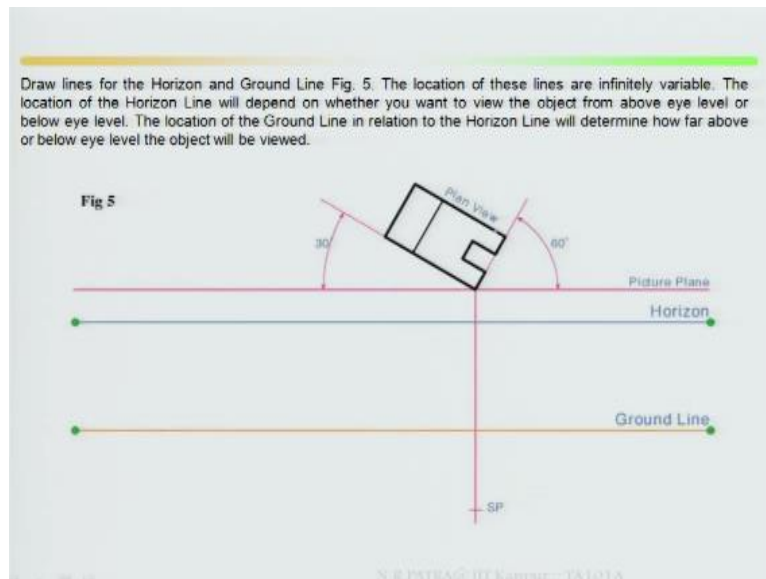 Draw lines for the Horizon and Ground Line Fig. 5. The location of these lines are infinitely variable. The
location of the Horizon Line will depend on whether you want to view the object from above eye level or
below eye level. The location of the Ground Line in relation to the Horizon Line will determine how far above
or below eye level the object will be viewed.
Fig 5
Plan View
30
60°
Picture Plane
Horizon
Ground Line
SP